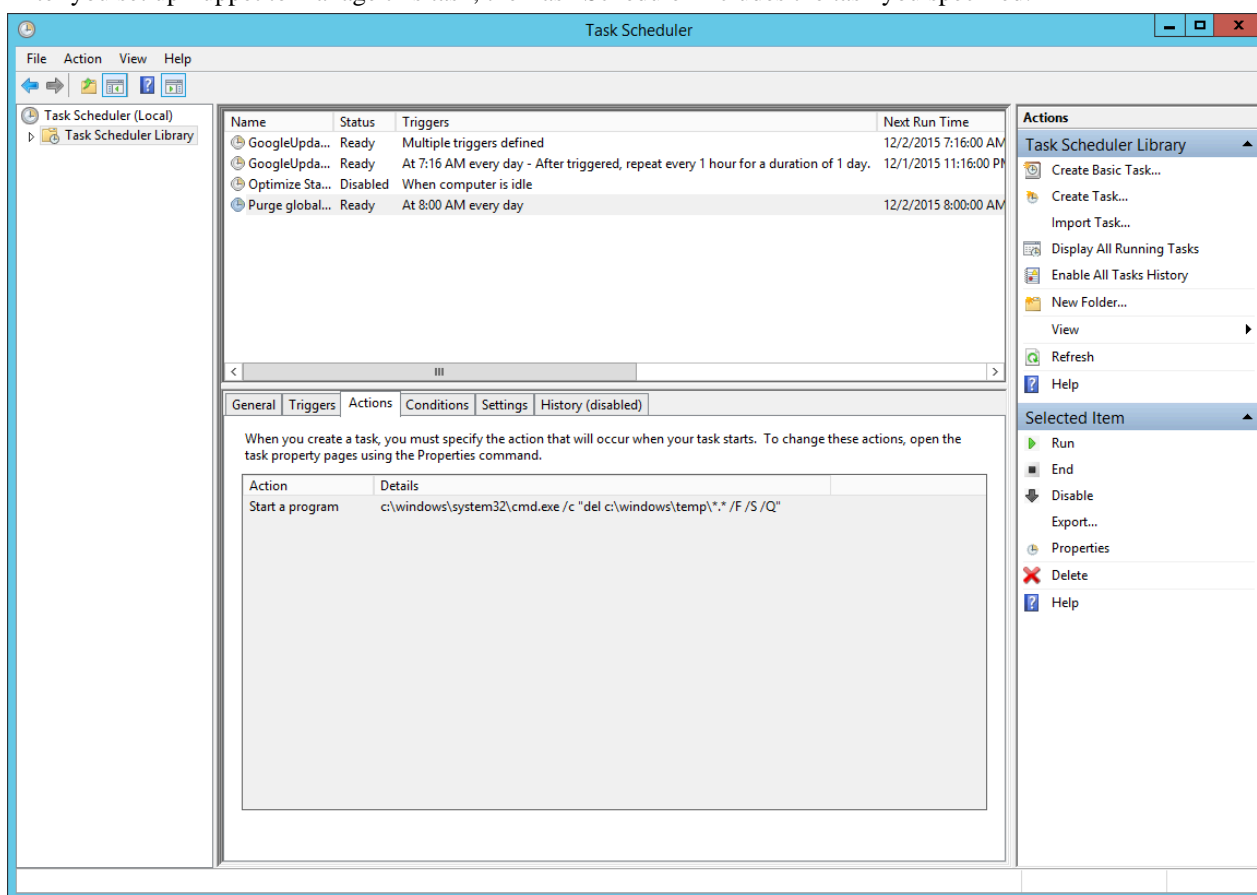 Task Scheduler
File Action View Help
Task Scheduler (Local)
Task Scheduler Library
Name Status Triggers Next Run Time
GoogleUpda... Ready Multiple triggers defined 12/2/2015 7:16:00 AM
GoogleUpda... Ready At 7:16 AM every day - After triggered, repeat every 1 hour for a duration of 1 day. 12/1/2015 11:16:00 PM
Optimize Sta... Disabled When computer is idle
Purge global... Ready At 8:00 AM every day 12/2/2015 8:00:00 AM
General Triggers Actions Conditions Settings History (disabled)
When you create a task, you must specify the action that will occur when your task starts. To change these actions, open the
task property pages using the Properties command.
Action Details
Start a program c:\windows\system32\cmd.exe /c "del c:\windows\temp\*.* /F /S /Q"
Actions
Task Scheduler Library
Create Basic Task...
Create Task...
Import Task...
Display All Running Tasks
Enable All Tasks History
New Folder...
View
Refresh
Help
Selected Item
Run
End
Disable
Export...
Properties
Delete
Help